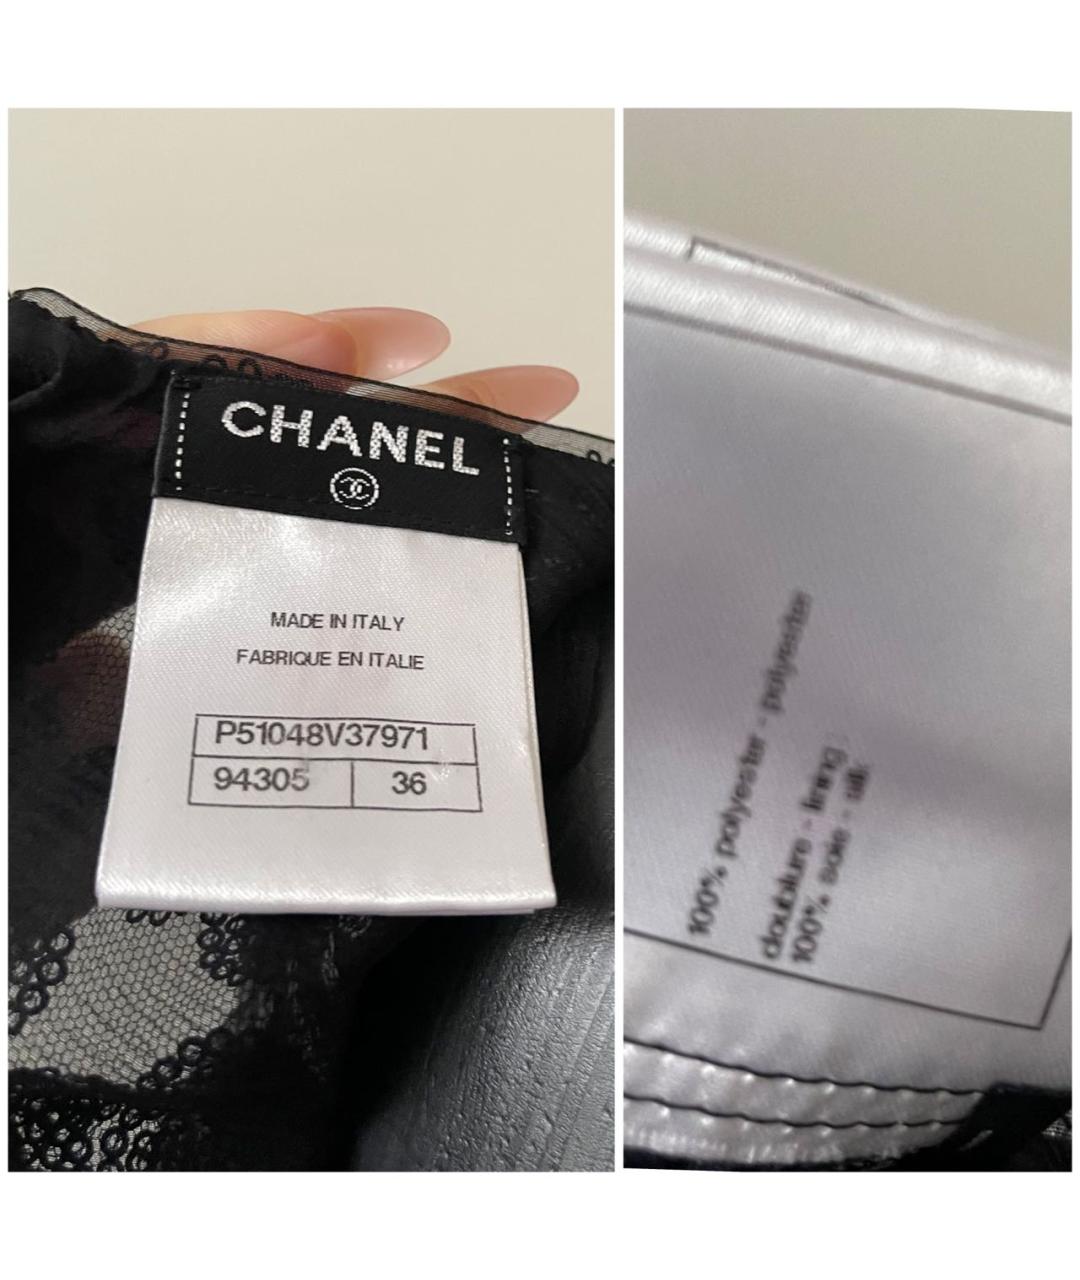 CHANEL
MADE IN ITALY
FABRIQUE EN ITALIE
P51048V37971
94305 36
100% polyester - polyester
doublure - lining
100% soie - silk